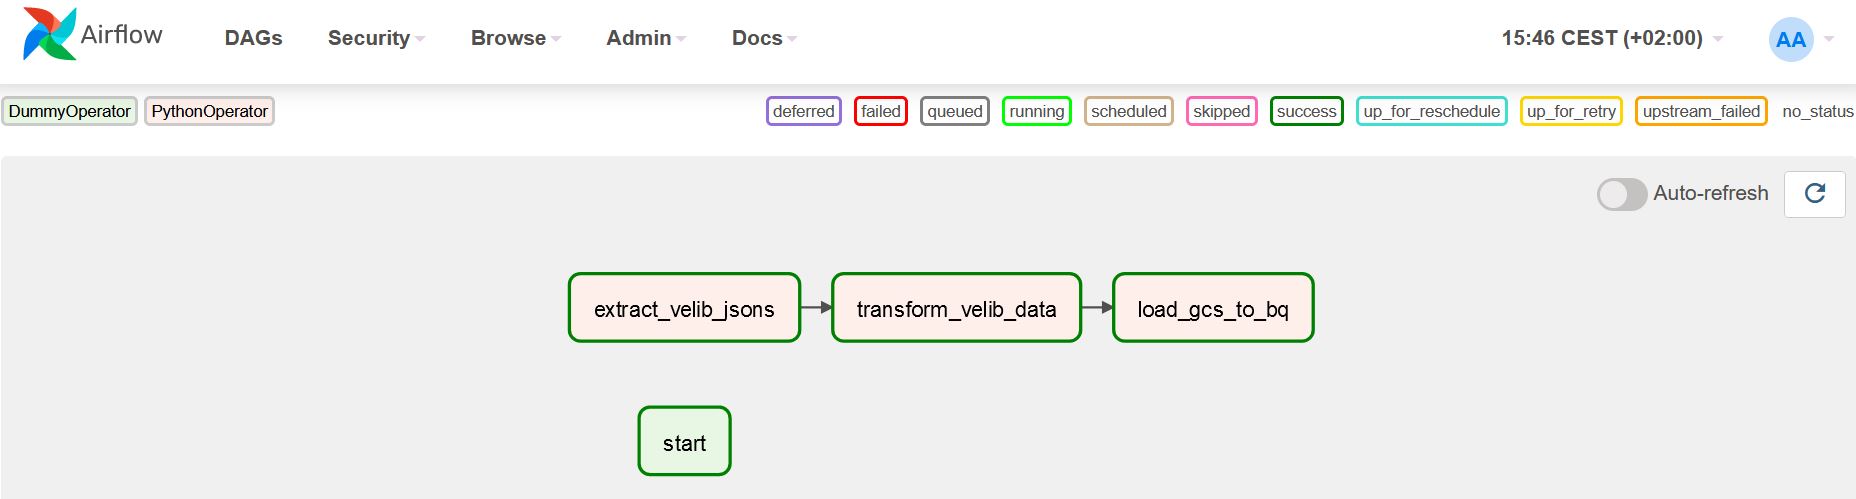 Airflow DAGs Security Browse Admin Docs 15:46 CEST (+02:00) AA
DummyOperator PythonOperator deferred failed queued running scheduled skipped success up_for_reschedule up_for_retry upstream_failed no_status
Auto-refresh
extract_velib_jsons transform_velib_data load_gcs_to_bq
start